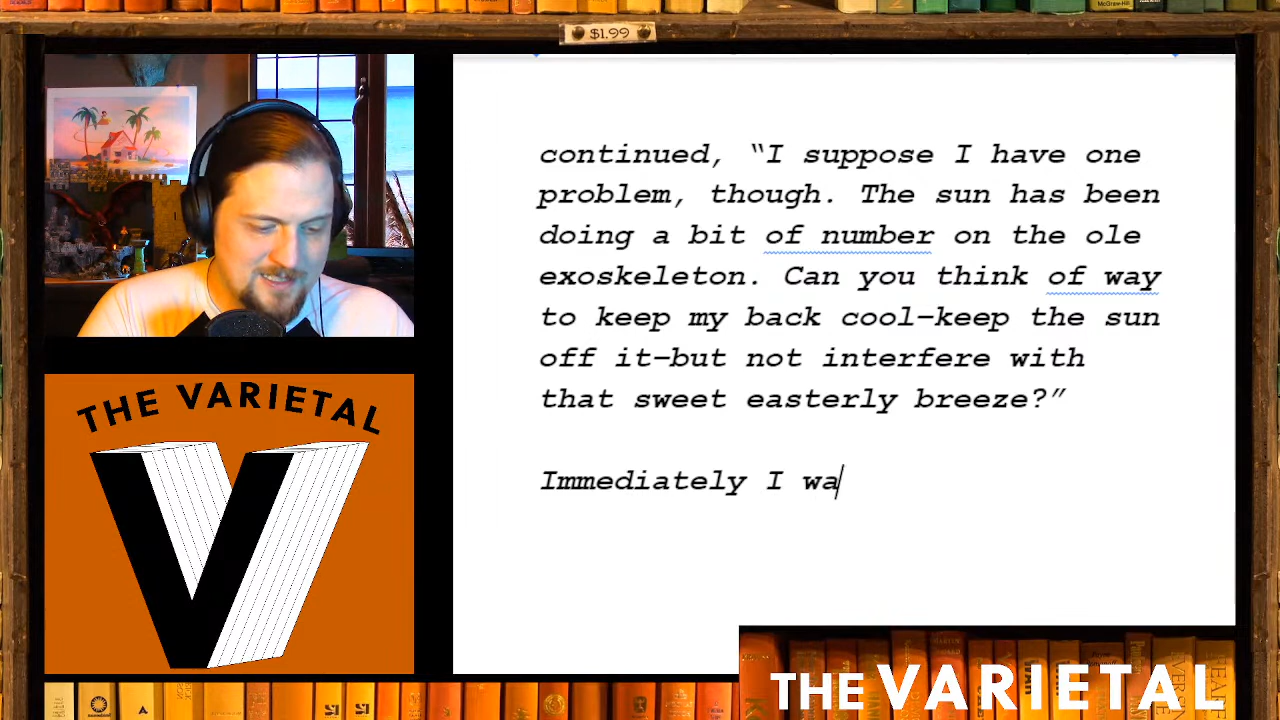 McGraw-Hill
$1.99
continued, “I suppose I have one
problem, though. The sun has been
doing a bit of number on the ole
exoskeleton. Can you think of way
to keep my back cool–keep the sun
off it–but not interfere with
that sweet easterly breeze?”
Immediately I wa
THE VARIETAL
V
THE VARIETAL